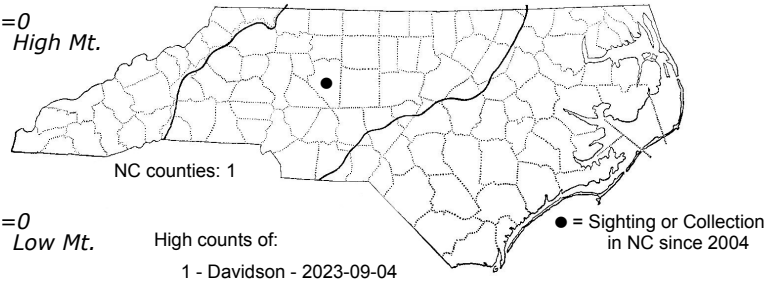 =0
High Mt.
NC counties: 1
=0
Low Mt.
High counts of:
1 - Davidson - 2023-09-04
● = Sighting or Collection
in NC since 2004